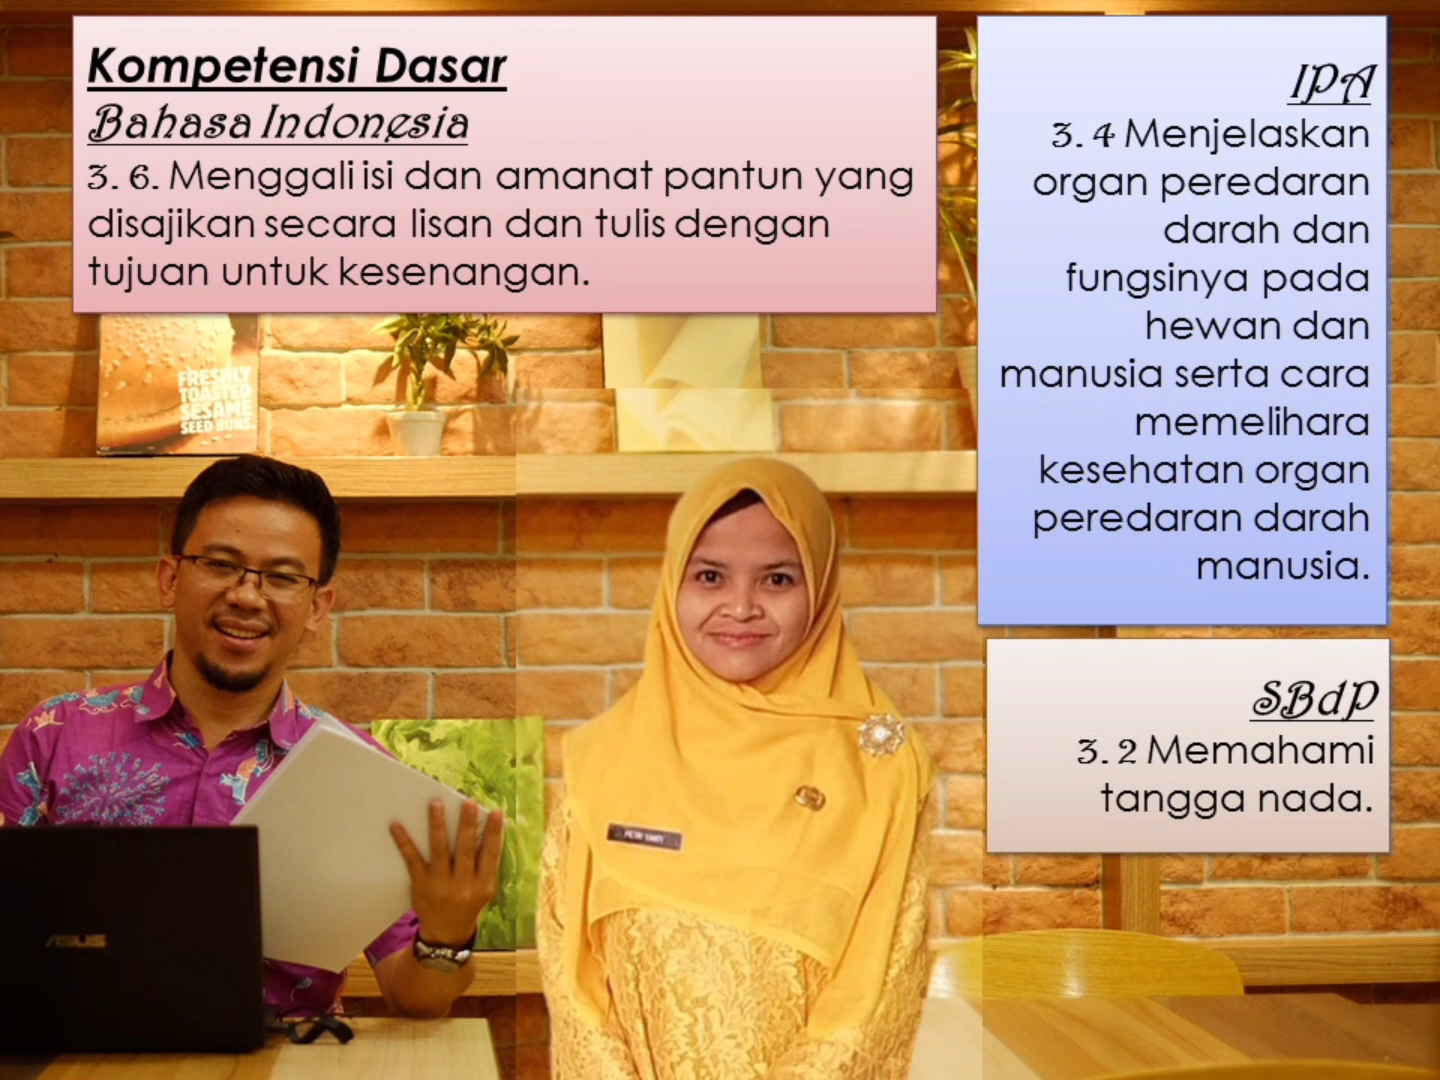 Kompetensi Dasar
Bahasa Indonesia
3.6. Menggali isi dan amanat pantun yang
disajikan secara lisan dan tulis dengan
tujuan untuk kesenangan.
IPA
3.4 Menjelaskan
organ peredaran
darah dan
fungsinya pada
hewan dan
manusia serta cara
memelihara
kesehatan organ
peredaran darah
manusia.
SBdP
3.2 Memahami
tangga nada.
FRESHLY
TOASTED
SESAME
SEED BUNS.
PETRI YANTI
ASUS